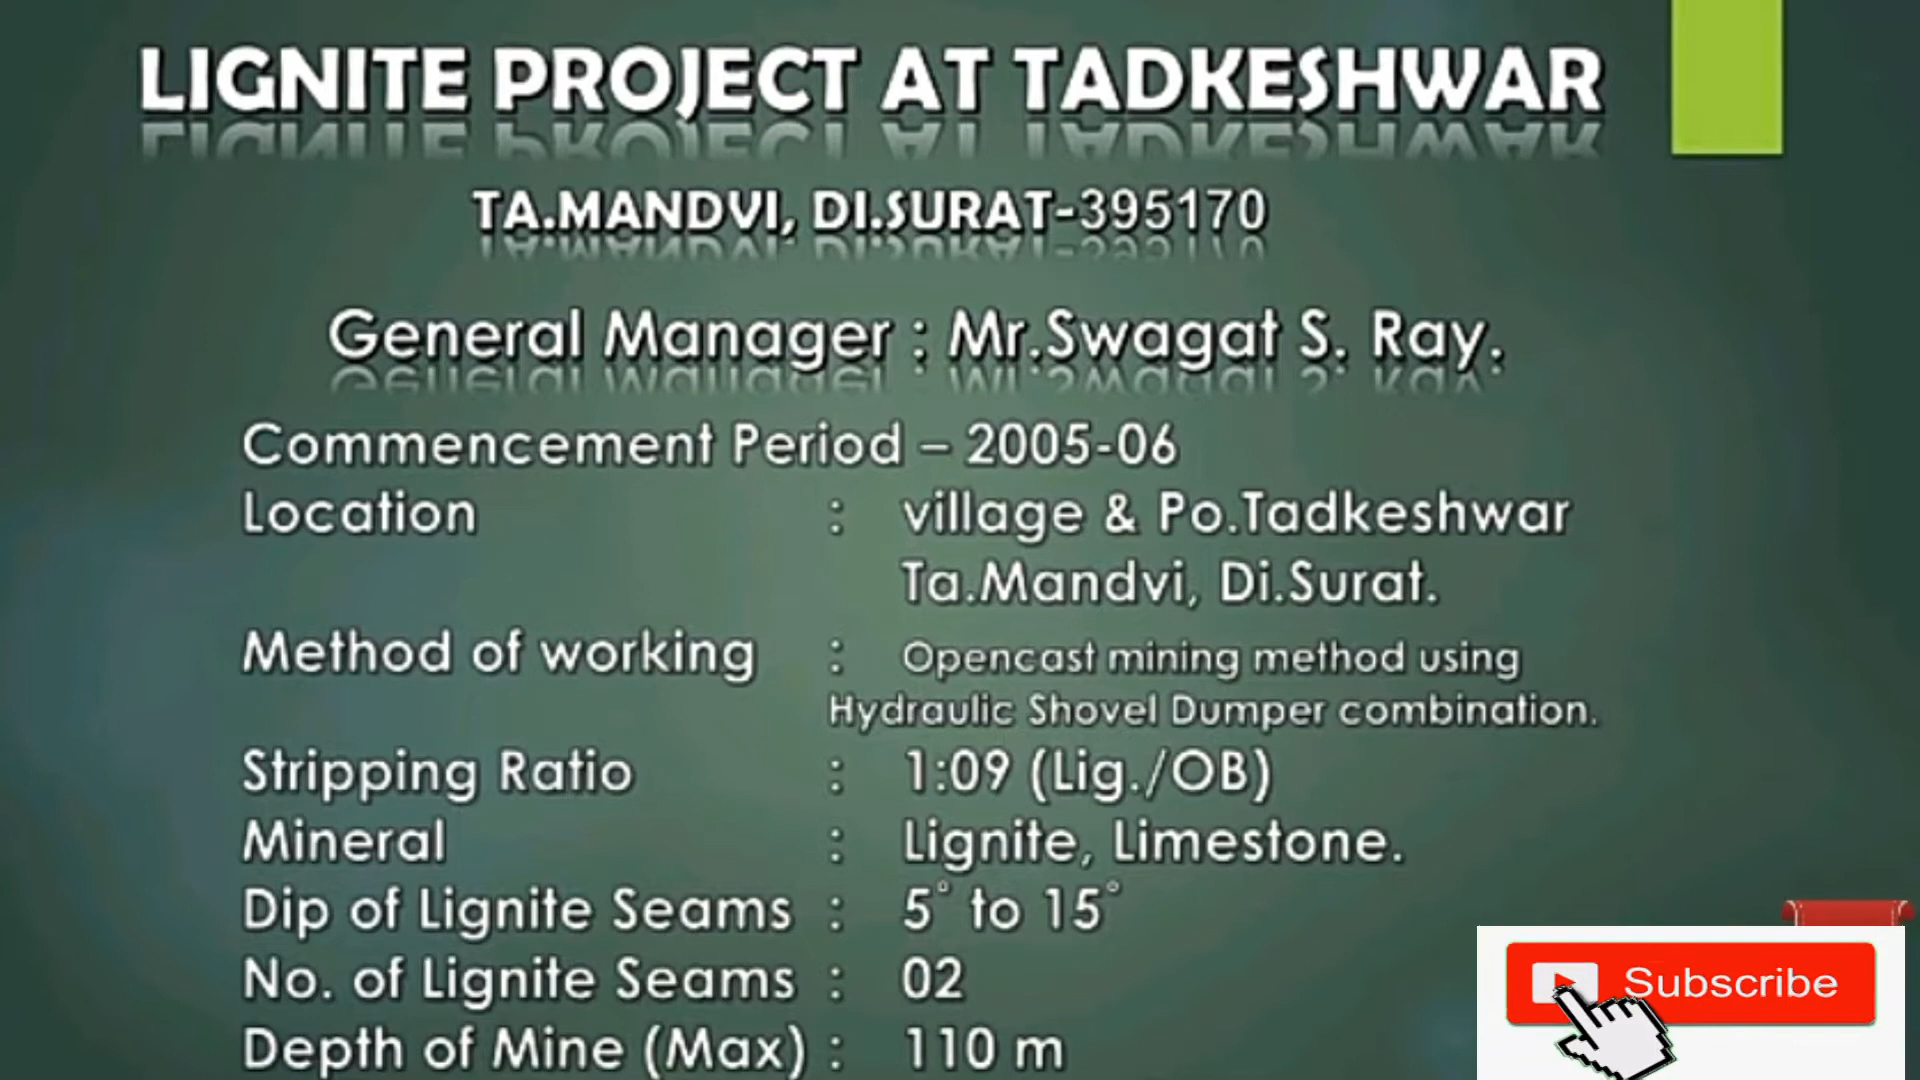 LIGNITE PROJECT AT TADKESHWAR
TA.MANDVI, DI.SURAT-395170
General Manager : Mr.Swagat S. Ray.
Commencement Period – 2005-06
Location : village & Po.Tadkeshwar
Ta.Mandvi, Di.Surat.
Method of working : Opencast mining method using
Hydraulic Shovel Dumper combination.
Stripping Ratio : 1:09 (Lig./OB)
Mineral : Lignite, Limestone.
Dip of Lignite Seams : 5° to 15°
No. of Lignite Seams : 02
Depth of Mine (Max) : 110 m
Subscribe